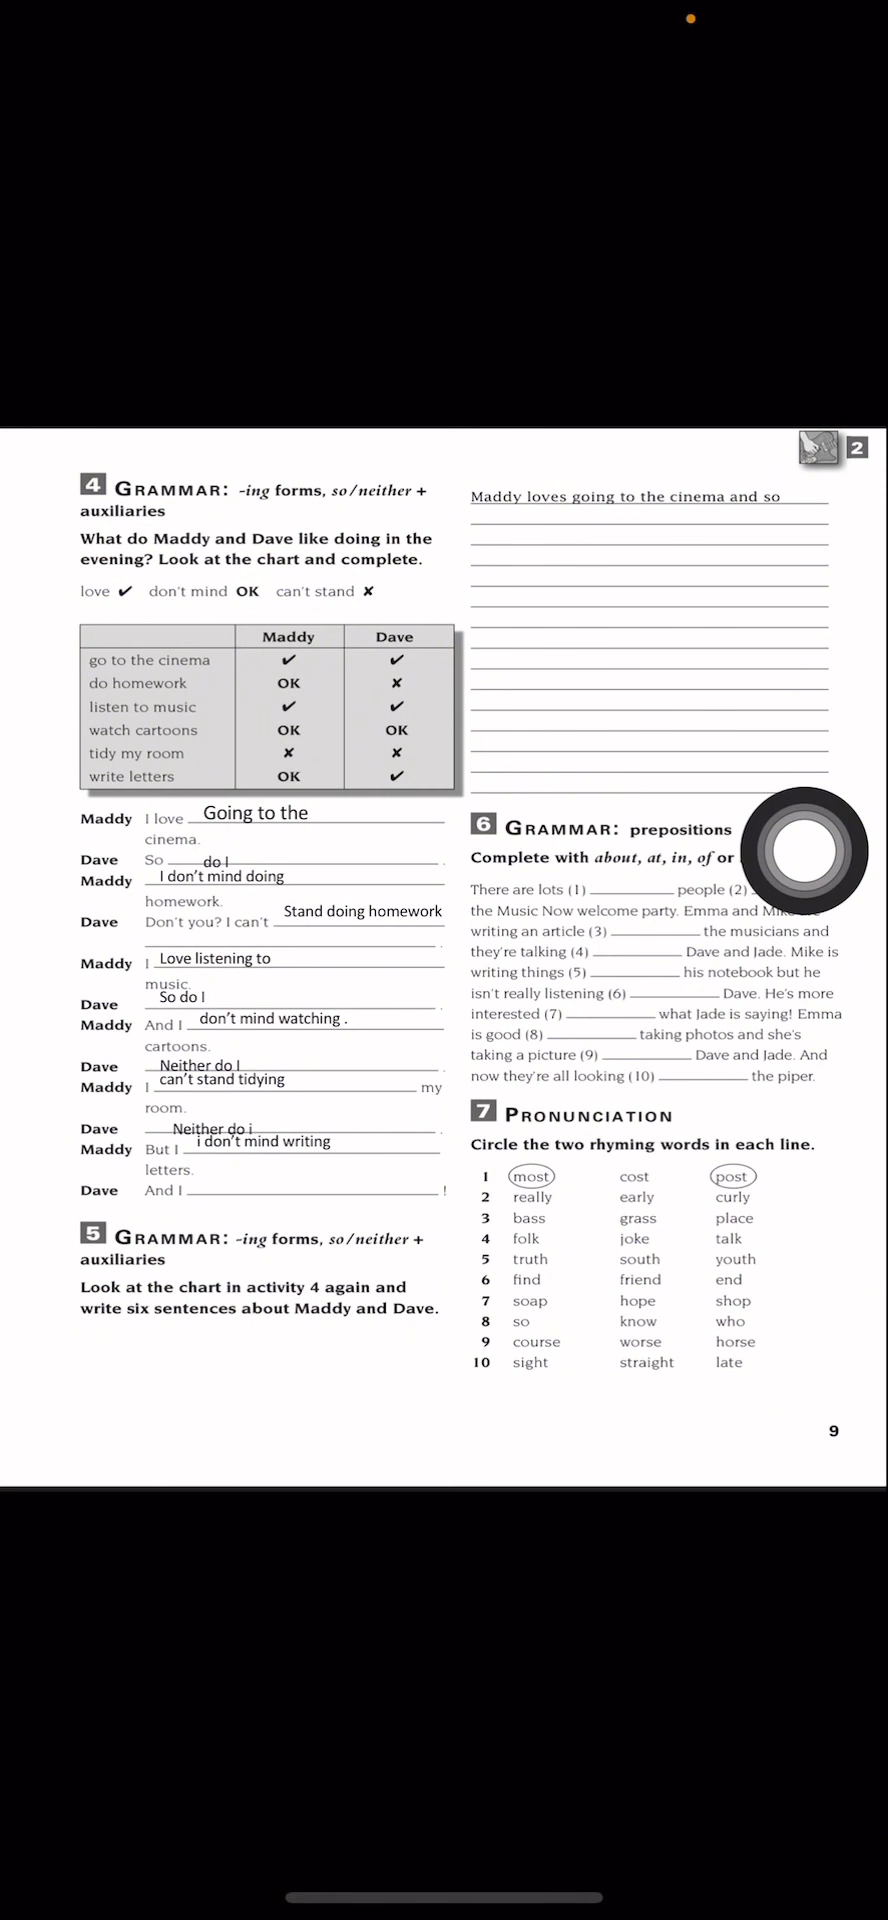 2
4 GRAMMAR: -ing forms, so/neither +
auxiliaries
What do Maddy and Dave like doing in the
evening? Look at the chart and complete.
love ✔ don't mind OK can't stand ✘
Maddy Dave
go to the cinema ✔ ✔
do homework OK ✘
listen to music ✔ ✔
watch cartoons OK OK
tidy my room ✘ ✘
write letters OK ✔
Maddy I love Going to the
cinema.
Dave So do I .
Maddy I don't mind doing
homework.
Dave Don't you? I can't Stand doing homework
.
Maddy I Love listening to
music.
Dave So do I .
Maddy And I don't mind watching .
cartoons.
Dave Neither do I .
Maddy I can't stand tidying my
room.
Dave Neither do i .
Maddy But I i don't mind writing
letters.
Dave And I !
5 GRAMMAR: -ing forms, so/neither +
auxiliaries
Look at the chart in activity 4 again and
write six sentences about Maddy and Dave.
Maddy loves going to the cinema and so
6 GRAMMAR: prepositions
Complete with about, at, in, of or
There are lots (1) people (2)
the Music Now welcome party. Emma and
writing an article (3) the musicians and
they're talking (4) Dave and Jade. Mike is
writing things (5) his notebook but he
isn't really listening (6) Dave. He's more
interested (7) what Jade is saying! Emma
is good (8) taking photos and she's
taking a picture (9) Dave and Jade. And
now they're all looking (10) the piper.
7 PRONUNCIATION
Circle the two rhyming words in each line.
1 most cost post
2 really early curly
3 bass grass place
4 folk joke talk
5 truth south youth
6 find friend end
7 soap hope shop
8 so know who
9 course worse horse
10 sight straight late
9